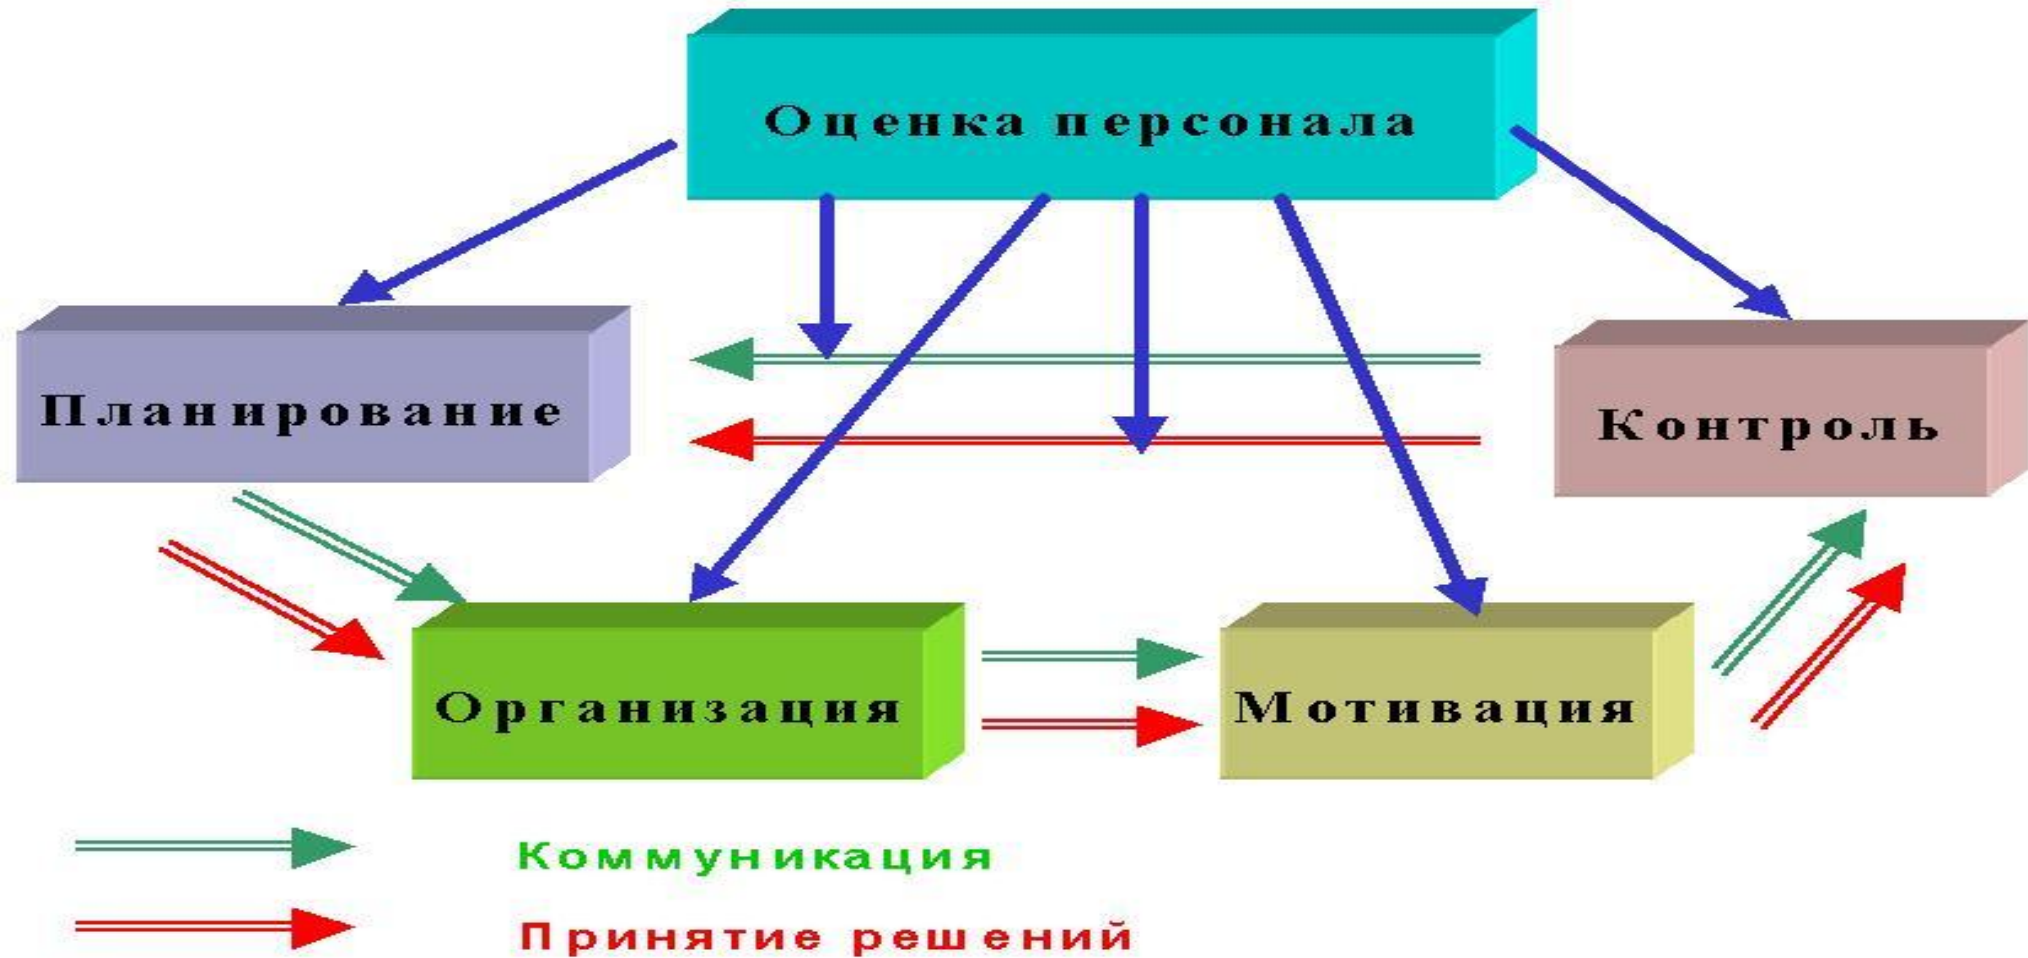 Оценка персонала
Планирование
Контроль
Организация
Мотивация
Коммуникация
Принятие решений